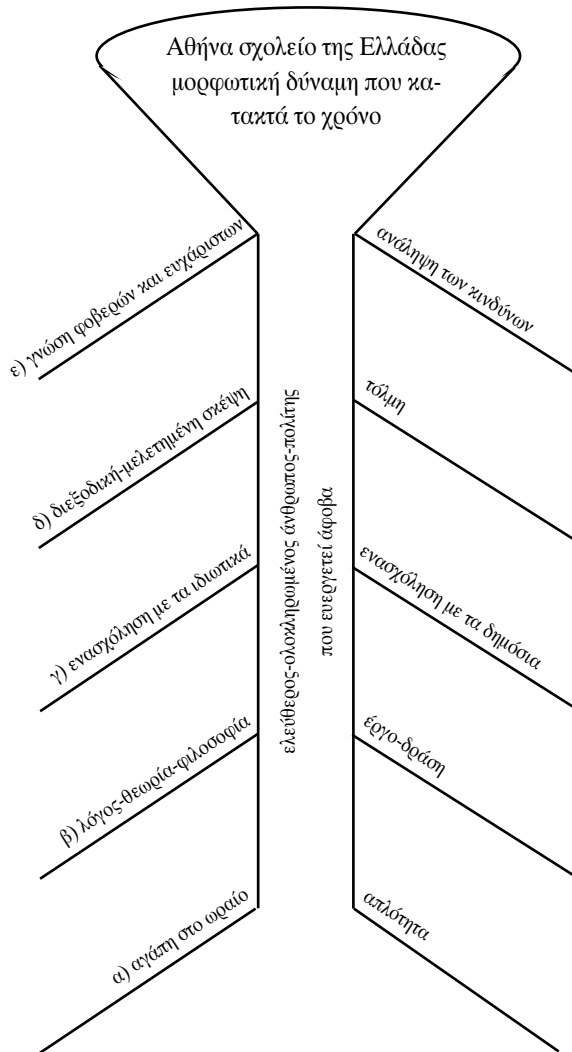 Αθήνα σχολείο της Ελλάδας
μορφωτική δύναμη που κα-
τακτά το χρόνο
ε) γνώση φοβερών και ευχάριστων
ανάληψη των κινδύνων
δ) διεξοδική-μελετημένη σκέψη
τόλμη
ελεύθερος-ολοκληρωμένος άνθρωπος-πολίτης
που ευεργετεί άφοβα
γ) ενασχόληση με τα ιδιωτικά
ενασχόληση με τα δημόσια
β) λόγος-θεωρία-φιλοσοφία
έργο-δράση
α) αγάπη στο ωραίο
απλότητα